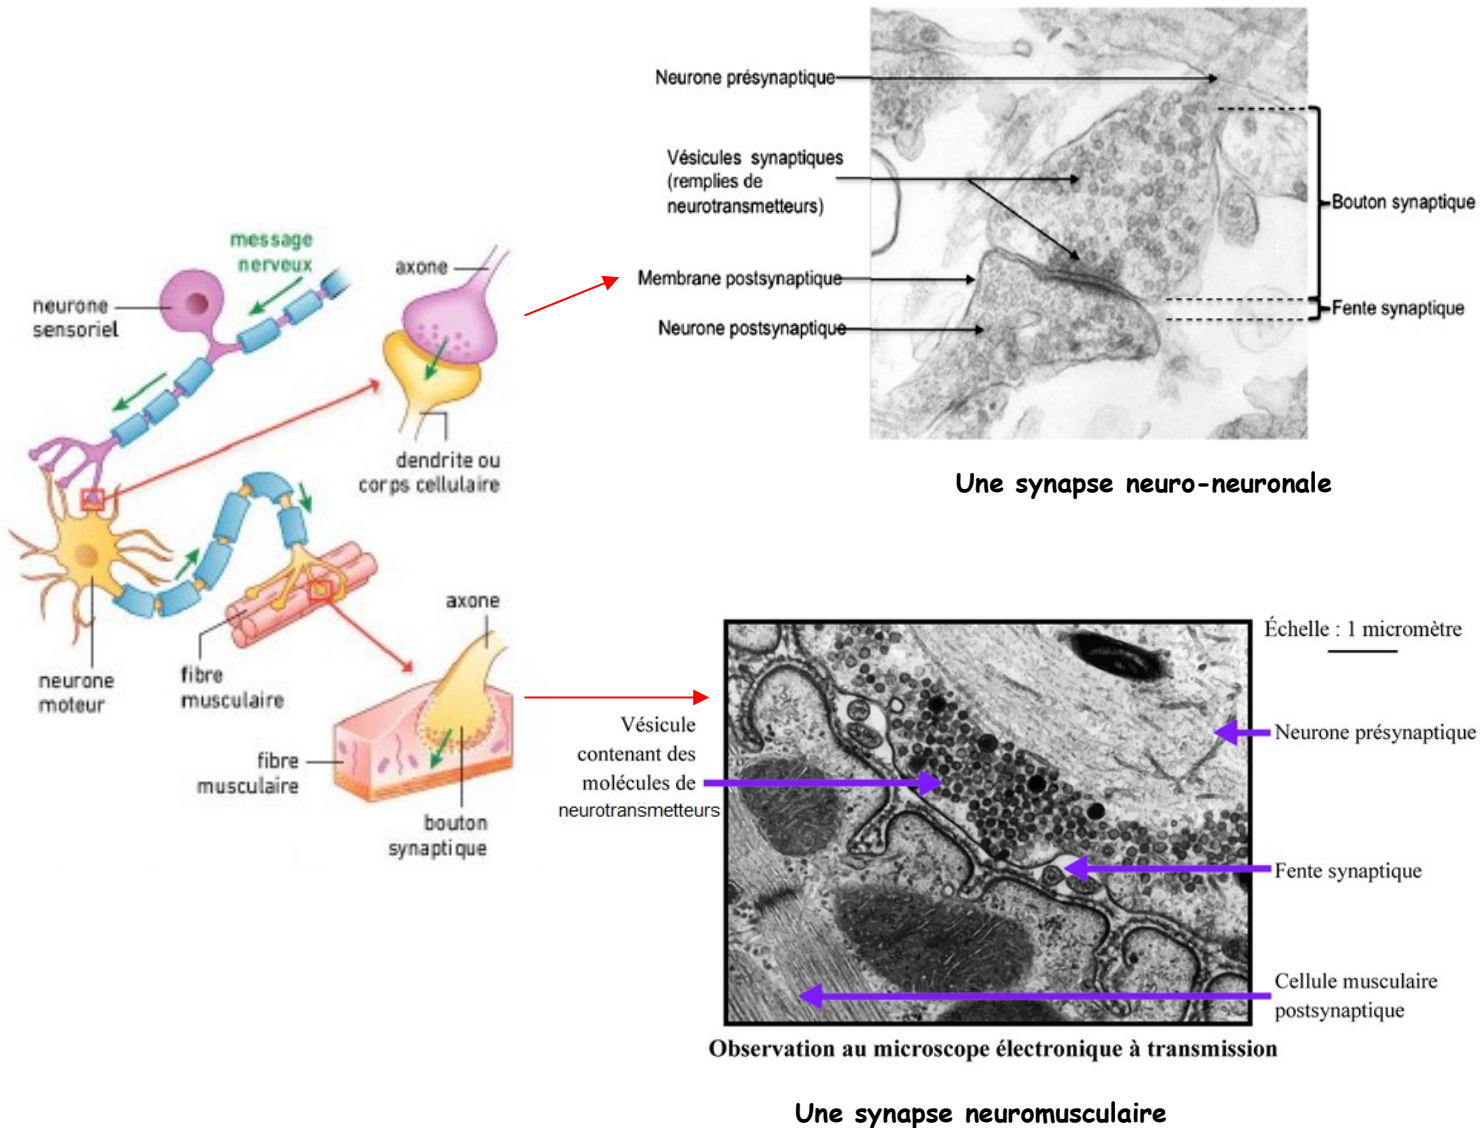 message
nerveux
neurone
sensoriel
axone
dendrite ou
corps cellulaire
neurone
moteur
fibre
musculaire
axone
fibre
musculaire
bouton
synaptique
Neurone présynaptique
Vésicules synaptiques
(remplies de
neurotransmetteurs)
Membrane postsynaptique
Neurone postsynaptique
Bouton synaptique
Fente synaptique
Une synapse neuro-neuronale
Échelle : 1 micromètre
Vésicule
contenant des
molécules de
neurotransmetteurs
Neurone présynaptique
Fente synaptique
Cellule musculaire
postsynaptique
Observation au microscope électronique à transmission
Une synapse neuromusculaire